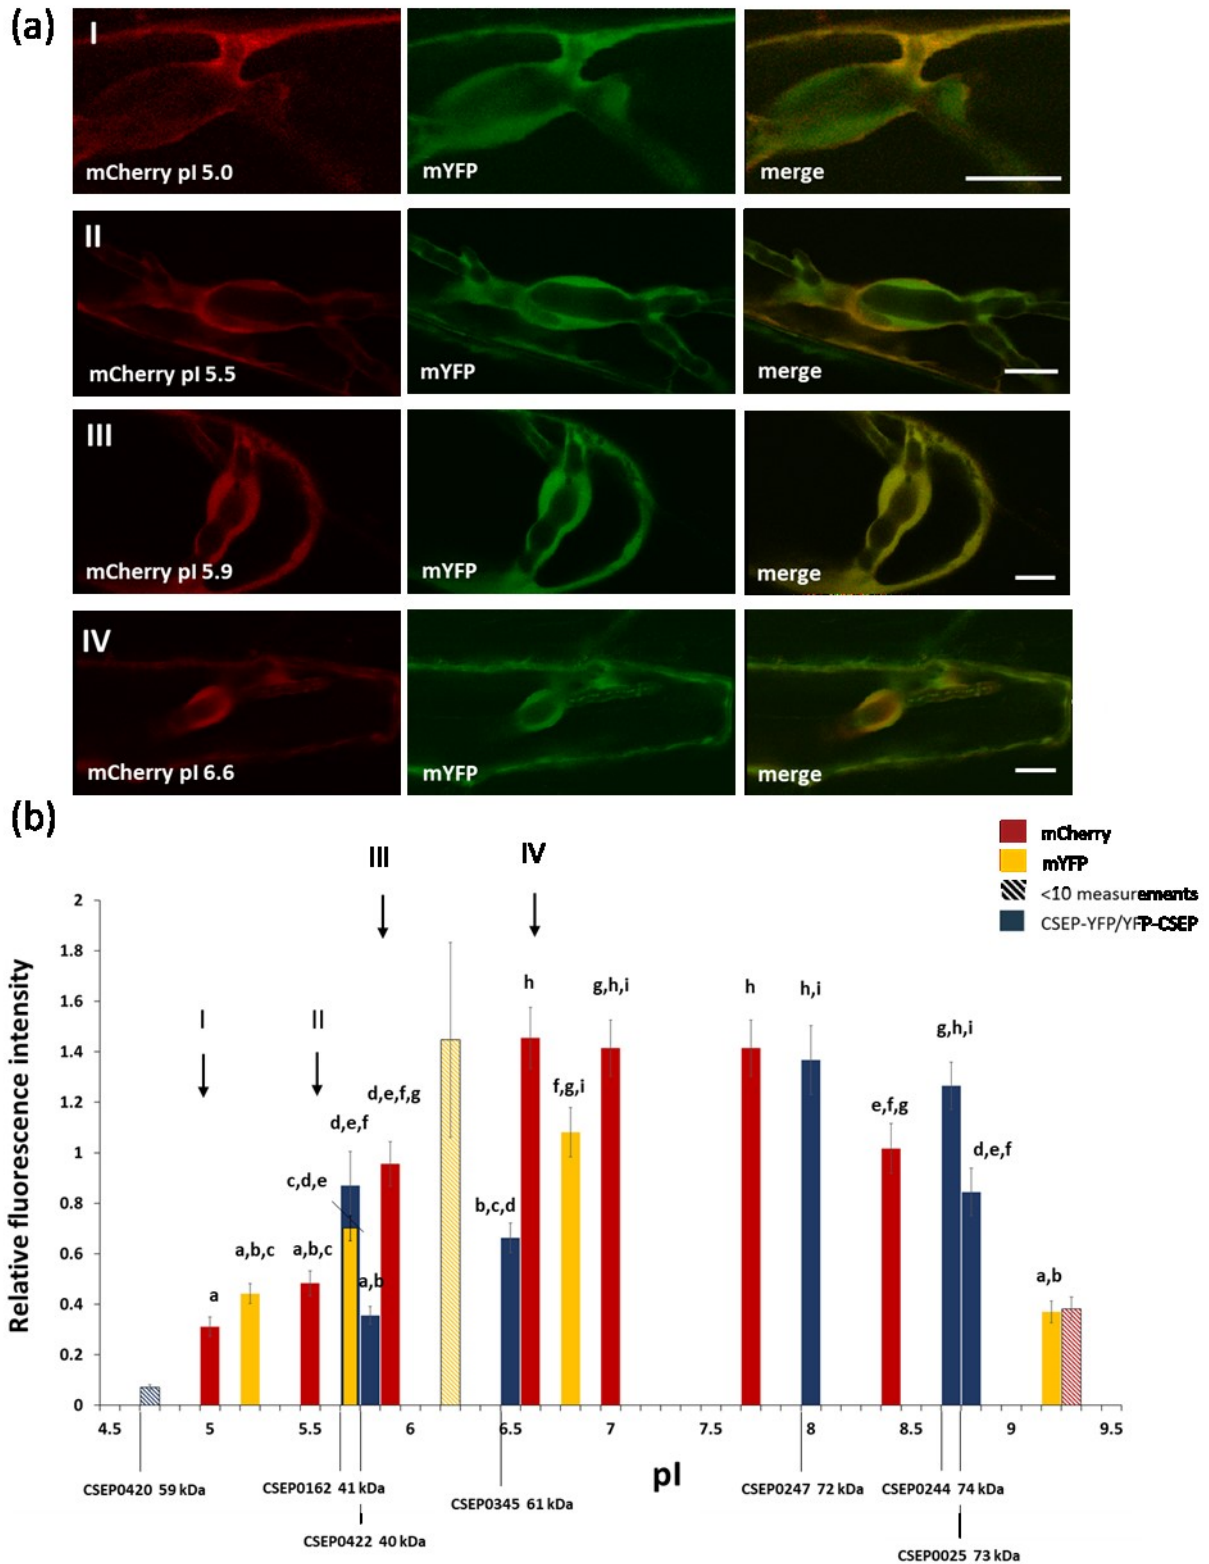 (a)
I
mCherry pI 5.0
mYFP
merge
II
mCherry pI 5.5
mYFP
merge
III
mCherry pI 5.9
mYFP
merge
IV
mCherry pI 6.6
mYFP
merge
(b)
mCherry
mYFP
<10 measurements
CSEP-YFP/YFP-CSEP
III
IV
I
II
Relative fluorescence intensity
2
1.8
1.6
1.4
1.2
1
0.8
0.6
0.4
0.2
0
a
a,b,c
a,b,c
c,d,e
d,e,f
a,b
d,e,f,g
b,c,d
h
f,g,i
g,h,i
h
h,i
e,f,g
g,h,i
d,e,f
a,b
4.5 5 5.5 6 6.5 7 7.5 8 8.5 9 9.5
pI
CSEP0420 59 kDa
CSEP0162 41 kDa
CSEP0422 40 kDa
CSEP0345 61 kDa
CSEP0247 72 kDa
CSEP0244 74 kDa
CSEP0025 73 kDa